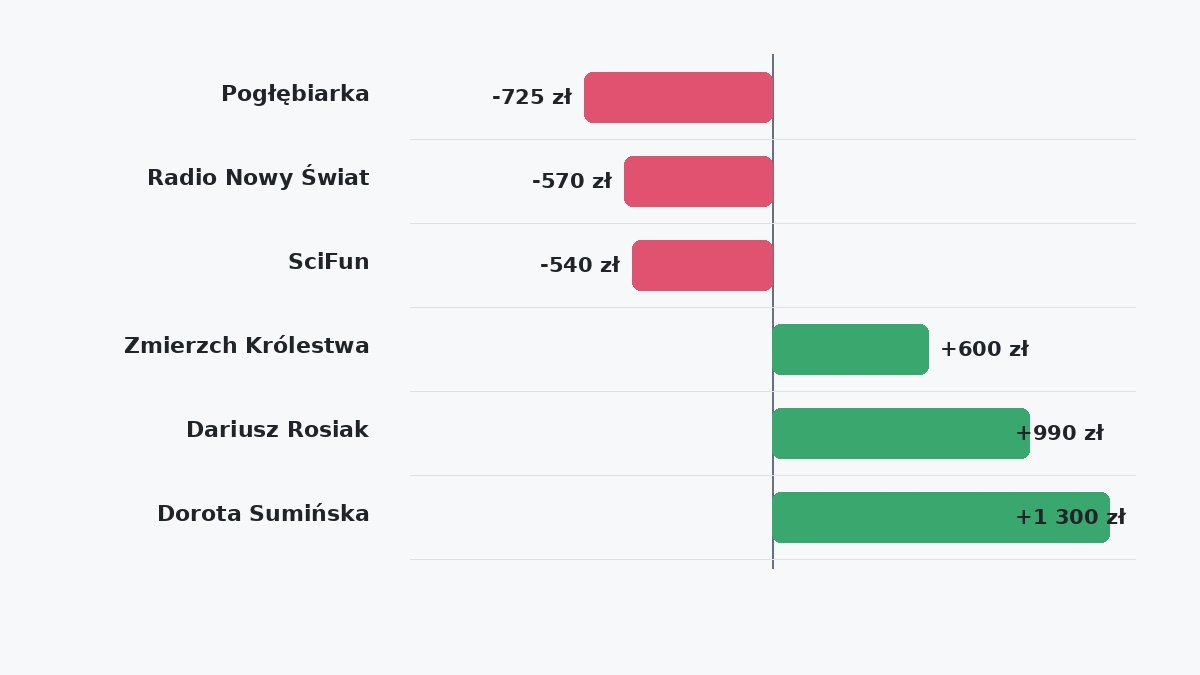 Pogłębiarka -725 zł
Radio Nowy Świat -570 zł
SciFun -540 zł
Zmierzch Królestwa +600 zł
Dariusz Rosiak +990 zł
Dorota Sumińska +1 300 zł